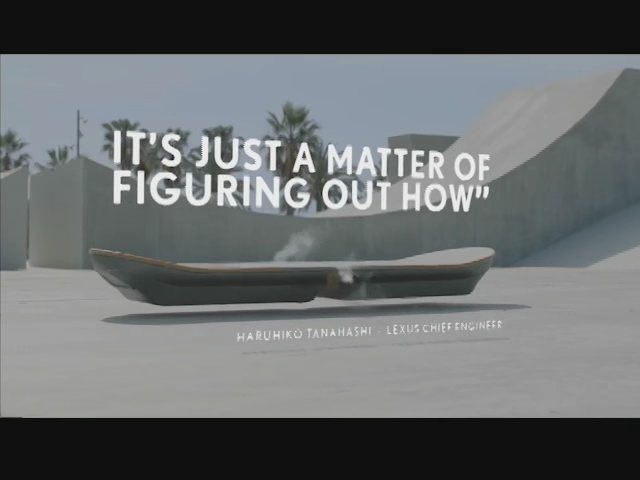 IT'S JUST A MATTER OF
FIGURING OUT HOW”
HARUHIKO TANAHASHI - LEXUS CHIEF ENGINEER